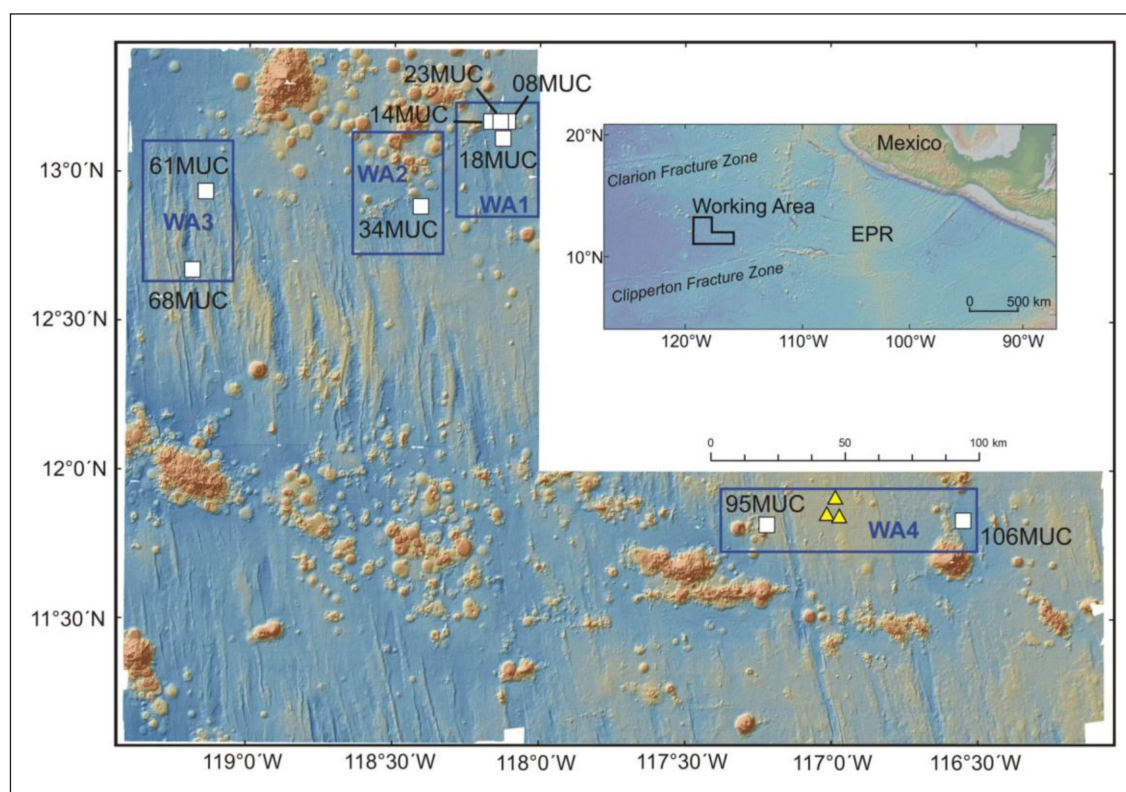 23MUC
08MUC
14MUC
18MUC
WA1
WA2
34MUC
61MUC
WA3
68MUC
13°0´N
12°30´N
12°0´N
11°30´N
20°N
10°N
Mexico
Clarion Fracture Zone
Working Area
EPR
Clipperton Fracture Zone
0 500 km
120°W 110°W 100°W 90°W
0 50 100 km
95MUC
WA4
106MUC
119°0´W 118°30´W 118°0´W 117°30´W 117°0´W 116°30´W